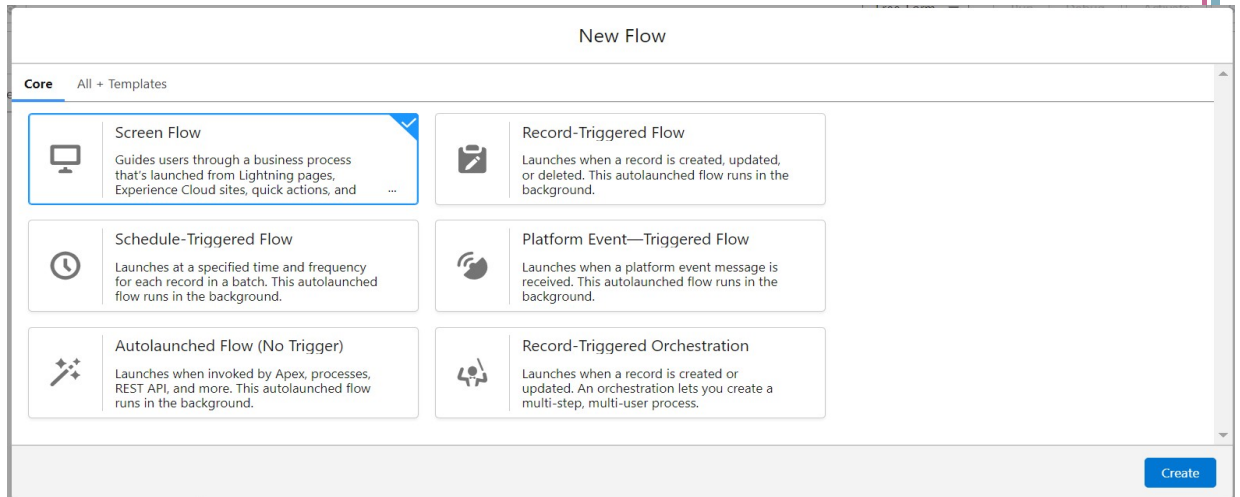 New Flow
Core All + Templates
Screen Flow
Guides users through a business process
that's launched from Lightning pages,
Experience Cloud sites, quick actions, and ...
Record-Triggered Flow
Launches when a record is created, updated,
or deleted. This autolaunched flow runs in the
background.
Schedule-Triggered Flow
Launches at a specified time and frequency
for each record in a batch. This autolaunched
flow runs in the background.
Platform Event—Triggered Flow
Launches when a platform event message is
received. This autolaunched flow runs in the
background.
Autolaunched Flow (No Trigger)
Launches when invoked by Apex, processes,
REST API, and more. This autolaunched flow
runs in the background.
Record-Triggered Orchestration
Launches when a record is created or
updated. An orchestration lets you create a
multi-step, multi-user process.
Create